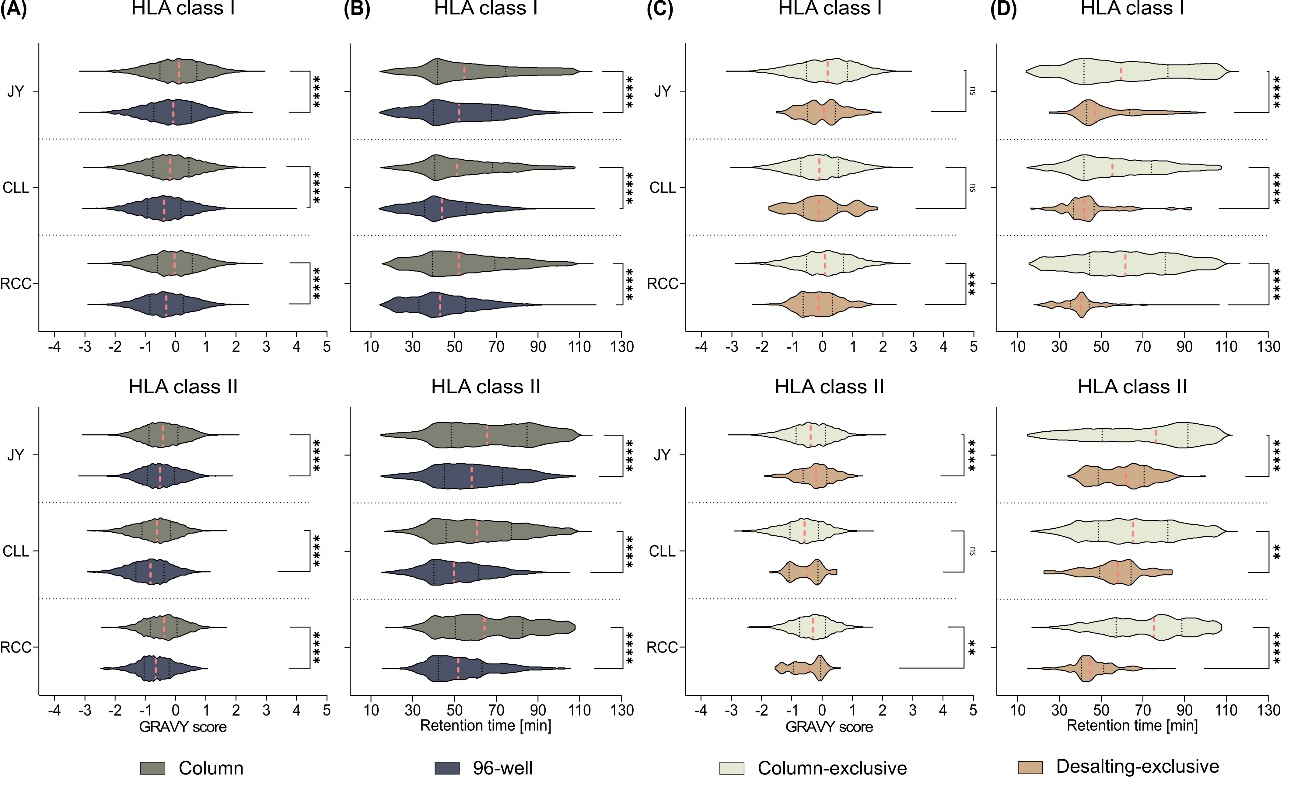 (A) HLA class I (B) HLA class I (C) HLA class I (D) HLA class I
JY **** **** JY ns ****
CLL **** **** CLL ns ****
RCC **** **** RCC *** ****
-4 -3 -2 -1 0 1 2 3 4 5 10 30 50 70 90 110 130 -4 -3 -2 -1 0 1 2 3 4 5 10 30 50 70 90 110 130
HLA class II HLA class II HLA class II HLA class II
JY **** **** JY **** ****
CLL **** **** CLL ns **
RCC **** **** RCC ** ****
-4 -3 -2 -1 0 1 2 3 4 5 10 30 50 70 90 110 130 -4 -3 -2 -1 0 1 2 3 4 5 10 30 50 70 90 110 130
GRAVY score Retention time [min] GRAVY score Retention time [min]
Column 96-well Column-exclusive Desalting-exclusive